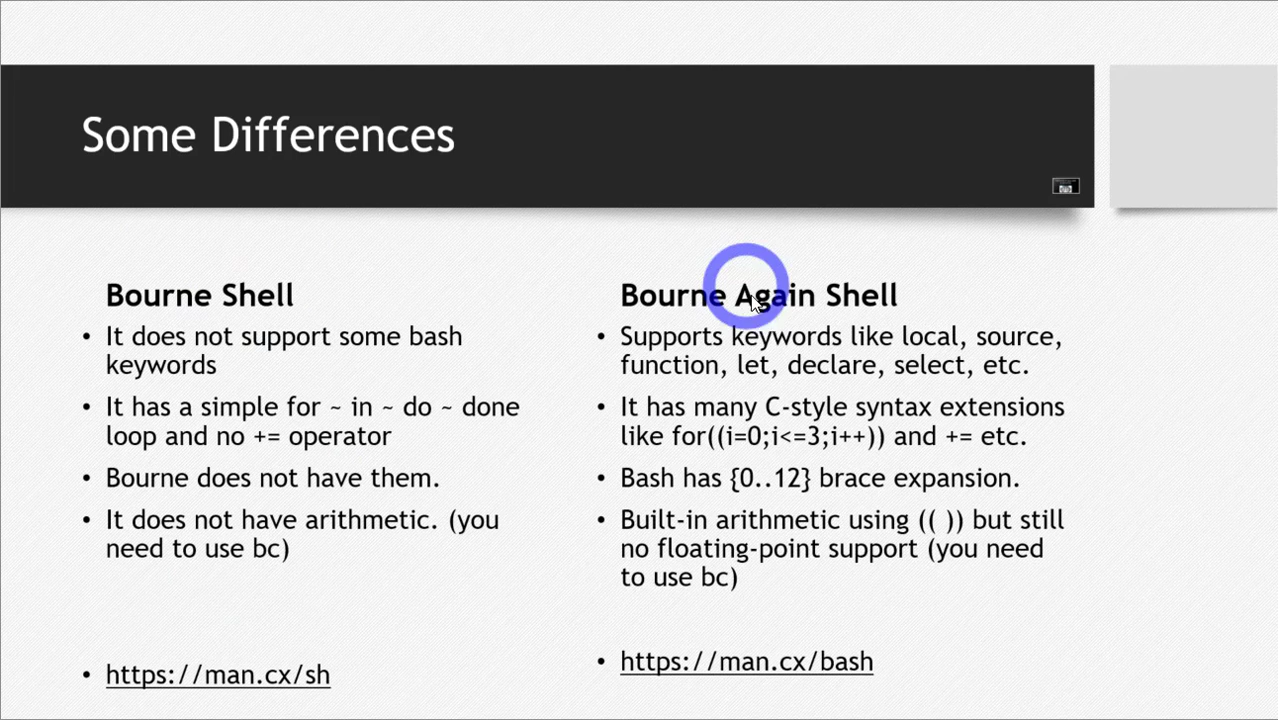 Some Differences
Bourne Shell
• It does not support some bash
keywords
• It has a simple for ~ in ~ do ~ done
loop and no += operator
• Bourne does not have them.
• It does not have arithmetic. (you
need to use bc)
• https://man.cx/sh
Bourne Again Shell
• Supports keywords like local, source,
function, let, declare, select, etc.
• It has many C-style syntax extensions
like for((i=0;i<=3;i++)) and += etc.
• Bash has {0..12} brace expansion.
• Built-in arithmetic using (( )) but still
no floating-point support (you need
to use bc)
• https://man.cx/bash